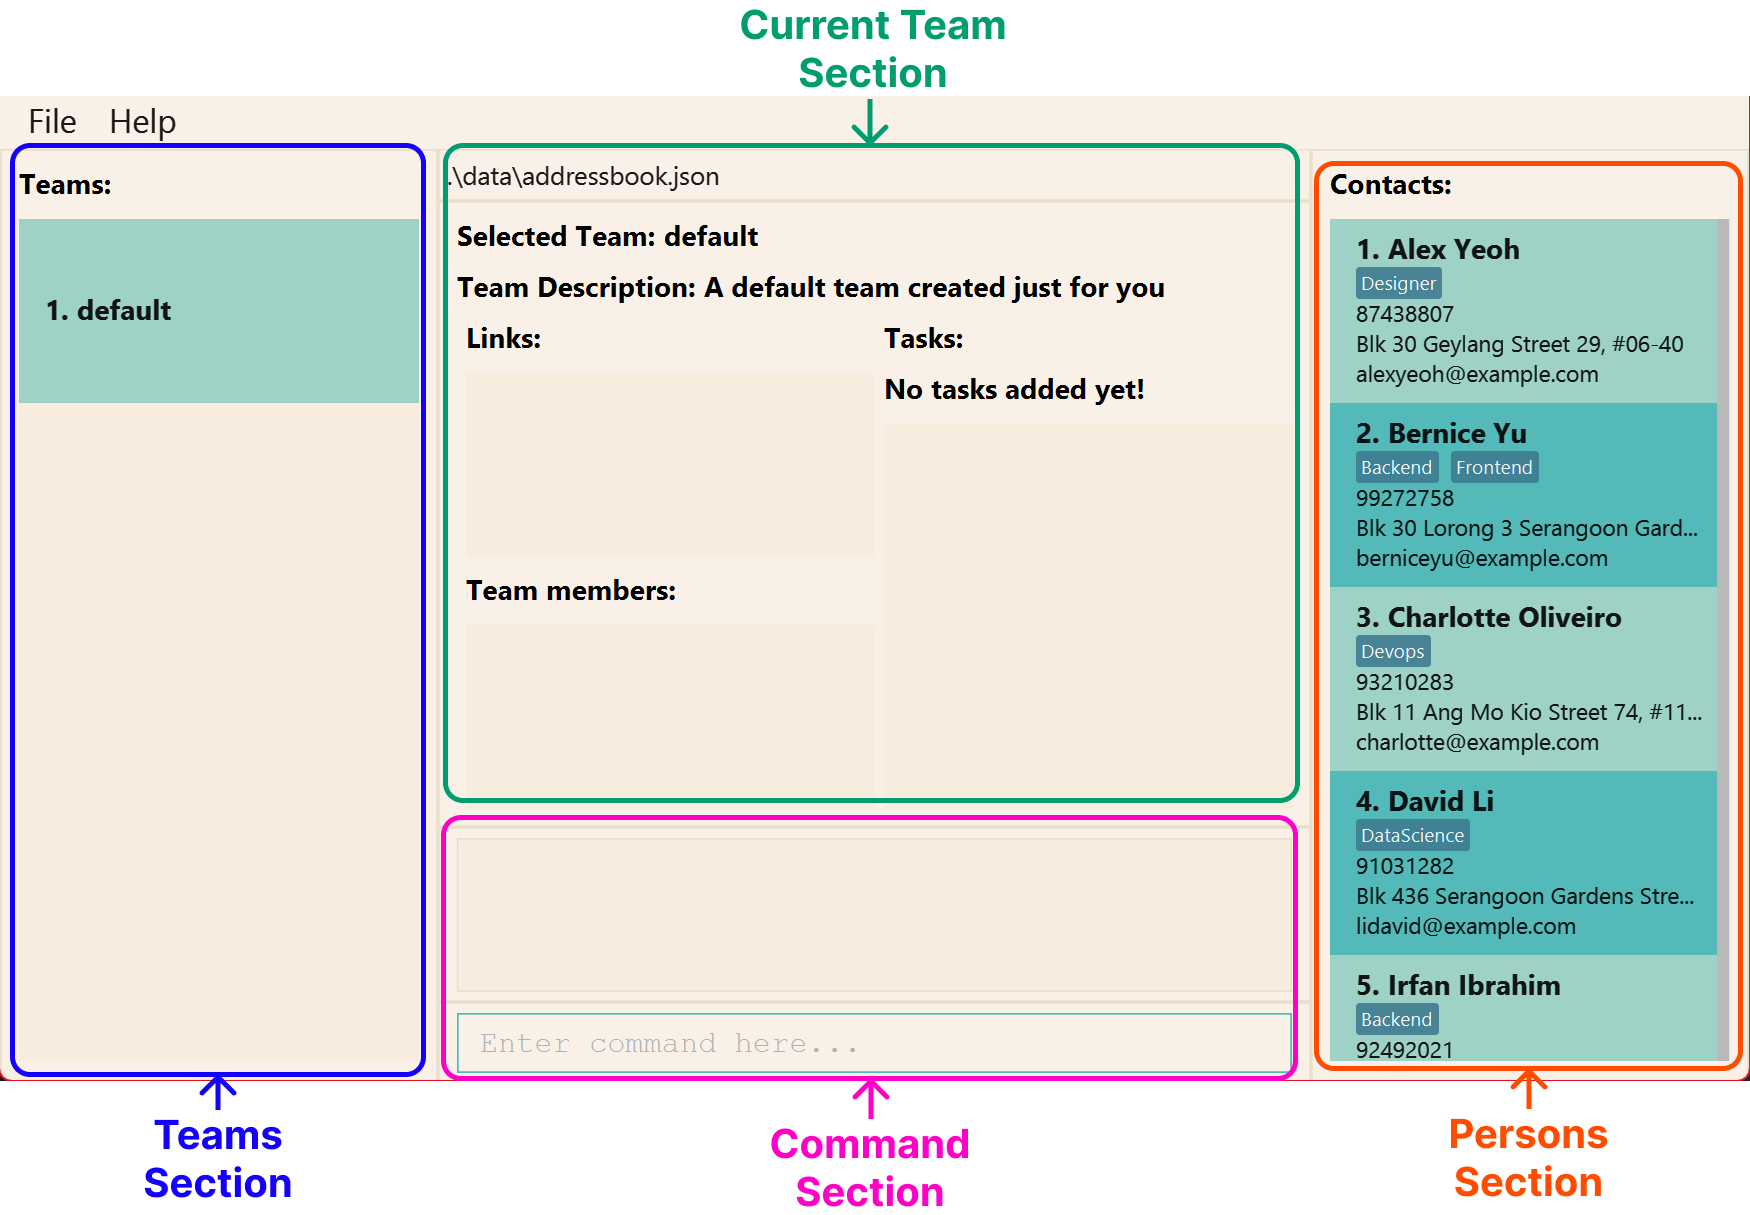 Current Team
Section
File Help
Teams:
1. default
.\data\addressbook.json
Selected Team: default
Team Description: A default team created just for you
Links:
Tasks:
No tasks added yet!
Team members:
Enter command here...
Contacts:
1. Alex Yeoh
Designer
87438807
Blk 30 Geylang Street 29, #06-40
alexyeoh@example.com
2. Bernice Yu
Backend Frontend
99272758
Blk 30 Lorong 3 Serangoon Gard...
berniceyu@example.com
3. Charlotte Oliveiro
Devops
93210283
Blk 11 Ang Mo Kio Street 74, #11...
charlotte@example.com
4. David Li
DataScience
91031282
Blk 436 Serangoon Gardens Stre...
lidavid@example.com
5. Irfan Ibrahim
Backend
92492021
Teams
Section
Command
Section
Persons
Section